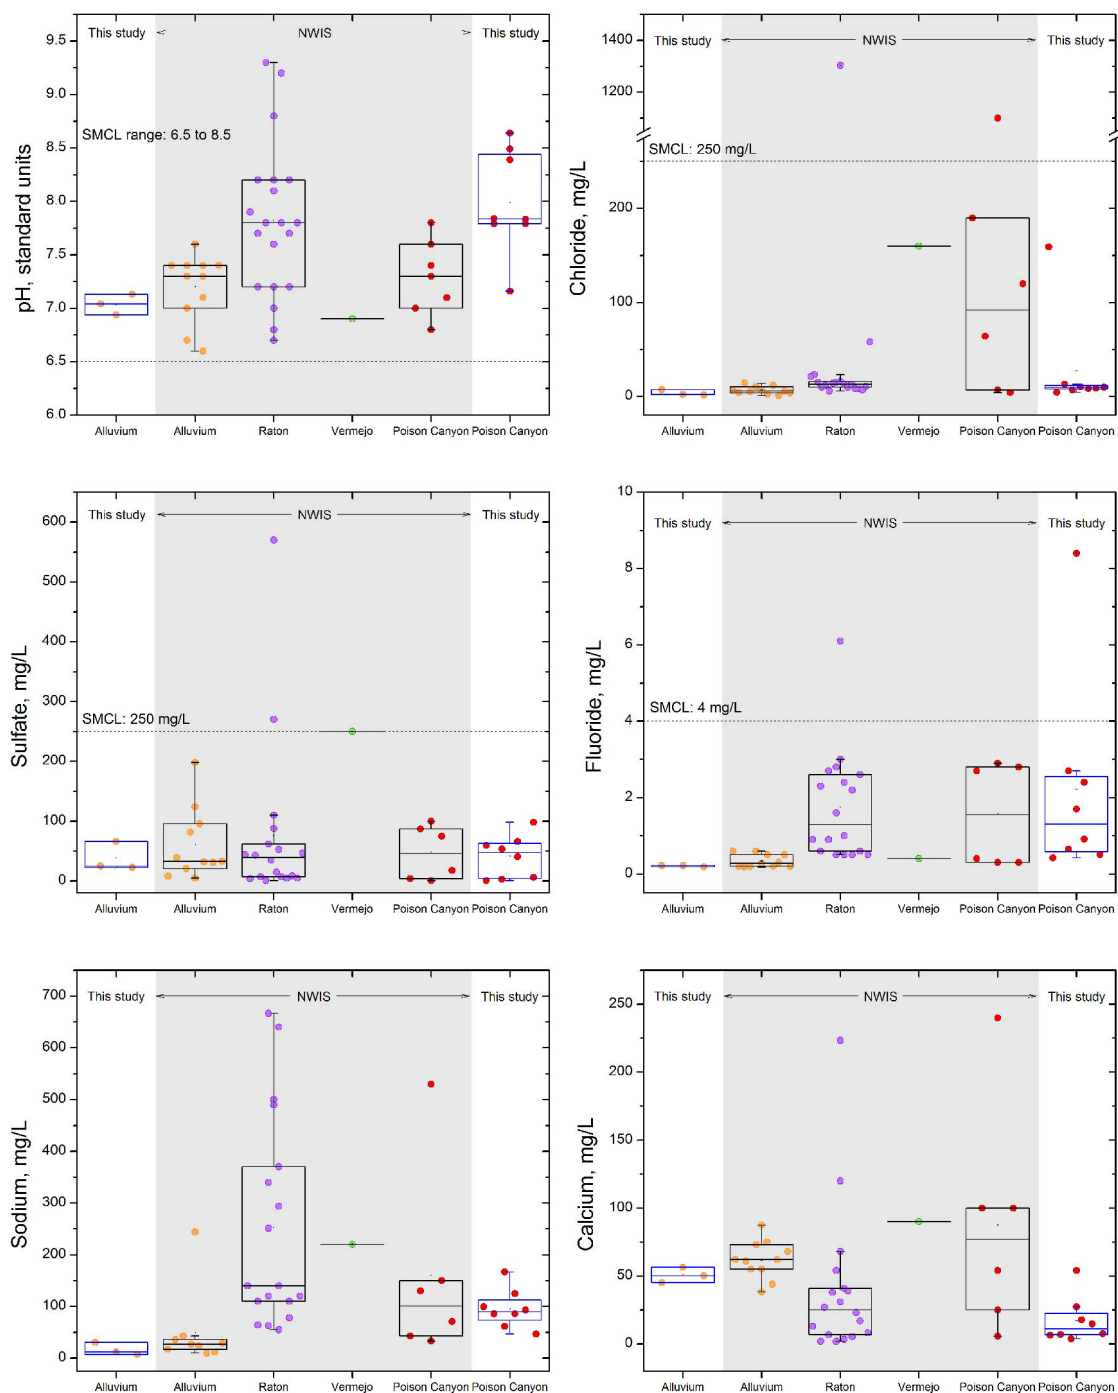 This study
NWIS
This study
9.5
9.0
8.5
8.0
7.5
7.0
6.5
6.0
SMCL range: 6.5 to 8.5
pH, standard units
Alluvium
Alluvium
Raton
Vermejo
Poison Canyon
Poison Canyon
This study
NWIS
This study
1400
1200
200
100
0
SMCL: 250 mg/L
Chloride, mg/L
Alluvium
Alluvium
Raton
Vermejo
Poison Canyon
Poison Canyon
This study
NWIS
This study
600
500
400
300
200
100
0
SMCL: 250 mg/L
Sulfate, mg/L
Alluvium
Alluvium
Raton
Vermejo
Poison Canyon
Poison Canyon
This study
NWIS
This study
10
8
6
4
2
0
SMCL: 4 mg/L
Fluoride, mg/L
Alluvium
Alluvium
Raton
Vermejo
Poison Canyon
Poison Canyon
This study
NWIS
This study
700
600
500
400
300
200
100
0
Sodium, mg/L
Alluvium
Alluvium
Raton
Vermejo
Poison Canyon
Poison Canyon
This study
NWIS
This study
250
200
150
100
50
0
Calcium, mg/L
Alluvium
Alluvium
Raton
Vermejo
Poison Canyon
Poison Canyon